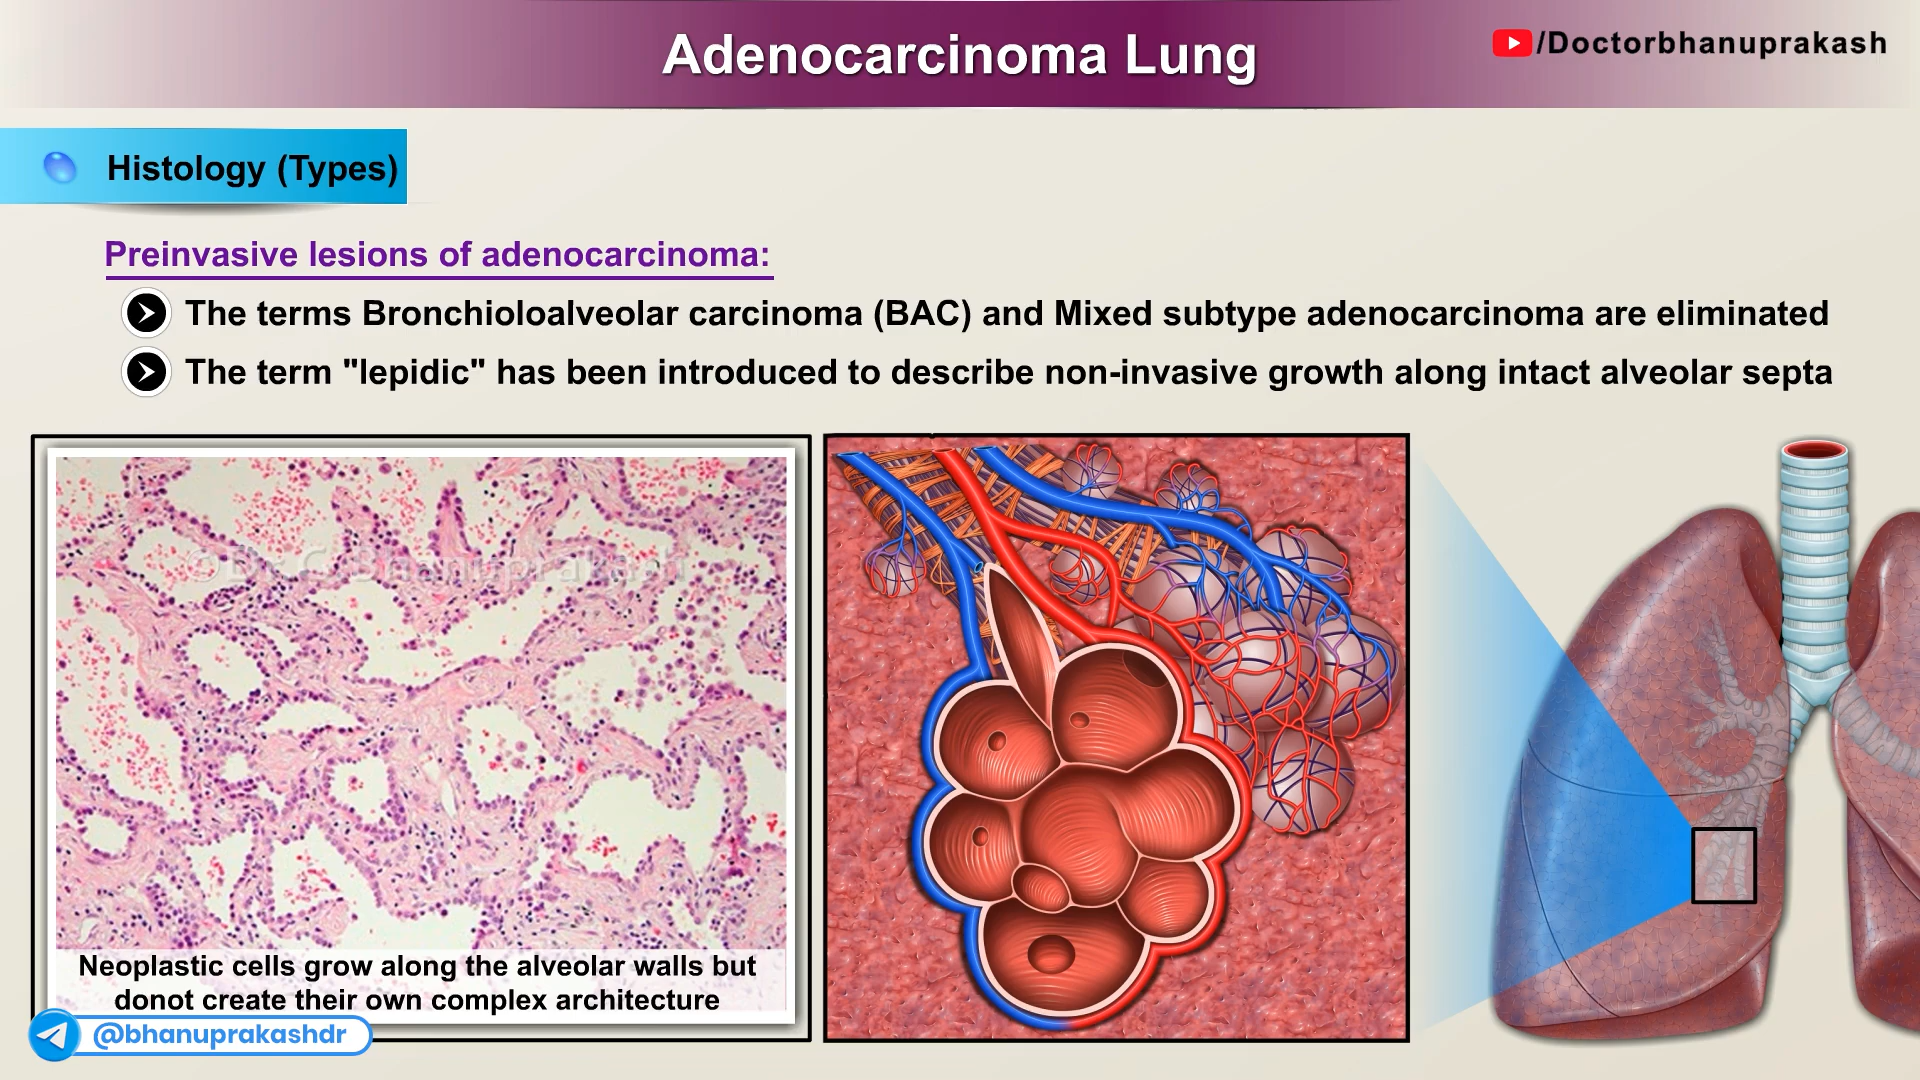 Adenocarcinoma Lung
/Doctorbhanuprakash
Histology (Types)
Preinvasive lesions of adenocarcinoma:
The terms Bronchioloalveolar carcinoma (BAC) and Mixed subtype adenocarcinoma are eliminated
The term "lepidic" has been introduced to describe non-invasive growth along intact alveolar septa
©Dr.G.Bhanuprakash
Neoplastic cells grow along the alveolar walls but
donot create their own complex architecture
@bhanuprakashdr